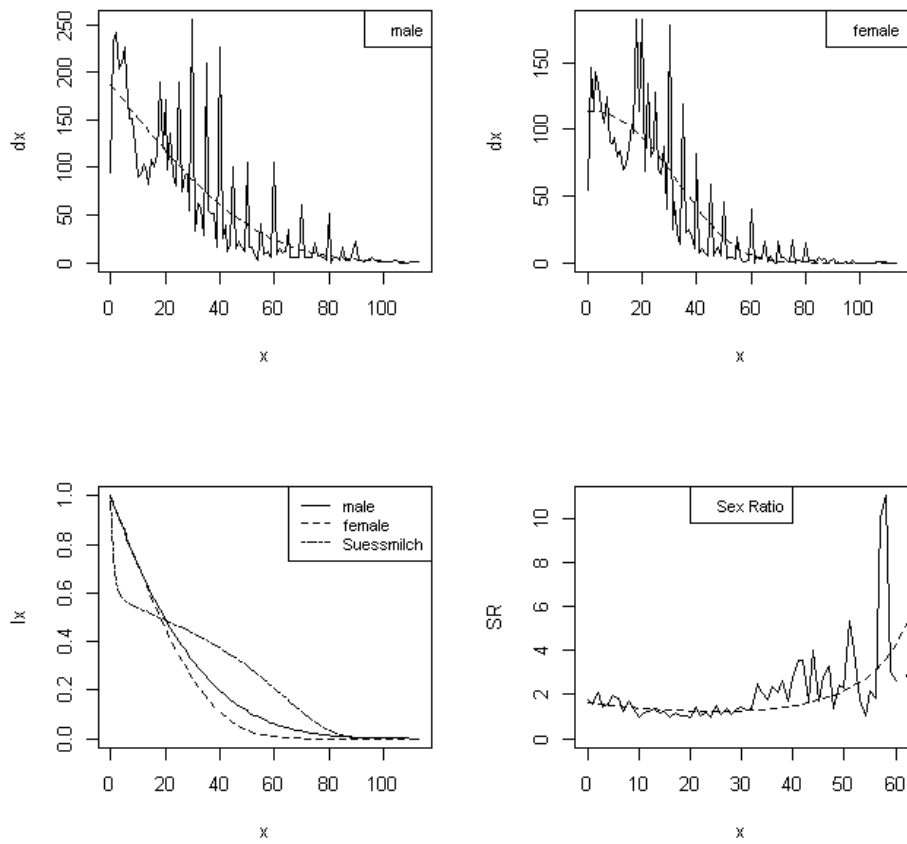 male
dx
0 50 100 150 200 250
0 20 40 60 80 100
x
female
dx
0 50 100 150
0 20 40 60 80 100
x
male
female
Suessmilch
lx
0.0 0.2 0.4 0.6 0.8 1.0
0 20 40 60 80 100
x
Sex Ratio
SR
0 2 4 6 8 10
0 10 20 30 40 50 60
x